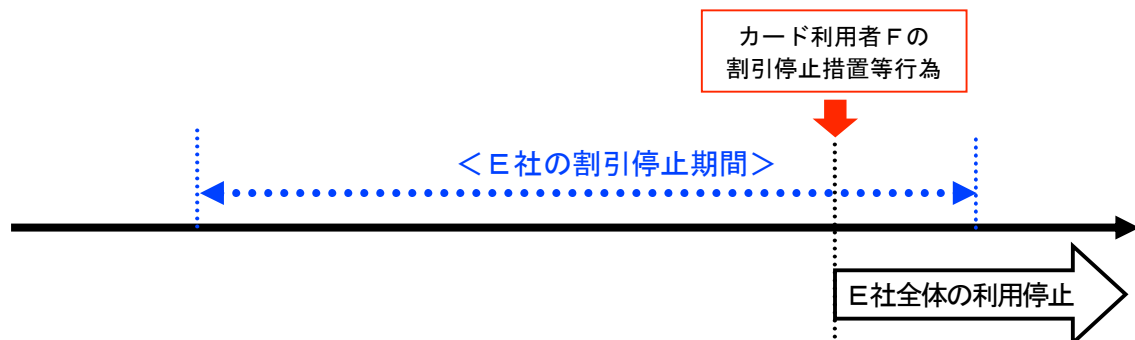 カード利用者Ｆの
割引停止措置等行為
＜Ｅ社の割引停止期間＞
Ｅ社全体の利用停止